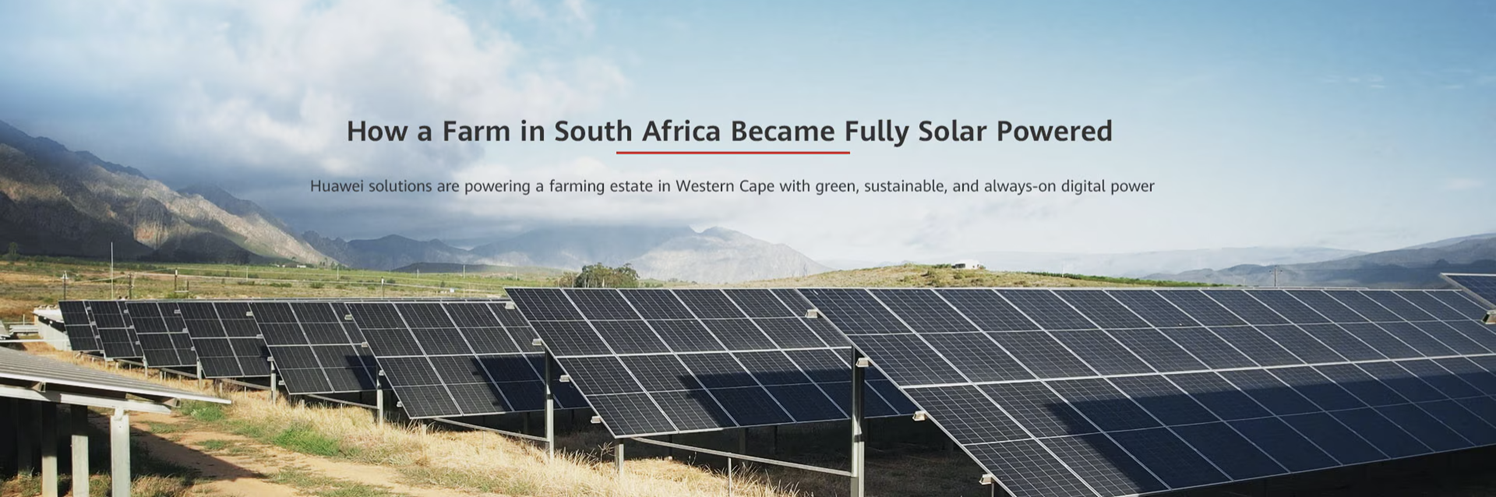 How a Farm in South Africa Became Fully Solar Powered
Huawei solutions are powering a farming estate in Western Cape with green, sustainable, and always-on digital power